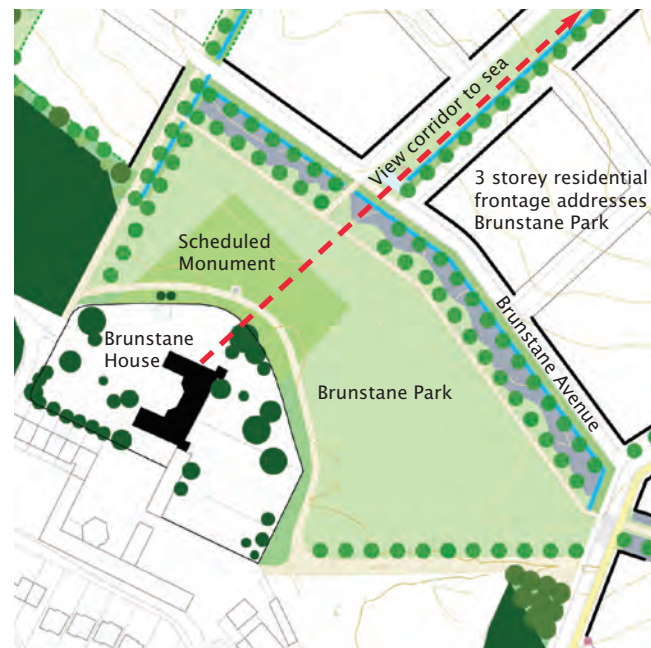 View corridor to sea
3 storey residential
frontage addresses
Brunstane Park
Scheduled
Monument
Brunstane
House
Brunstane Park
Brunstane Avenue